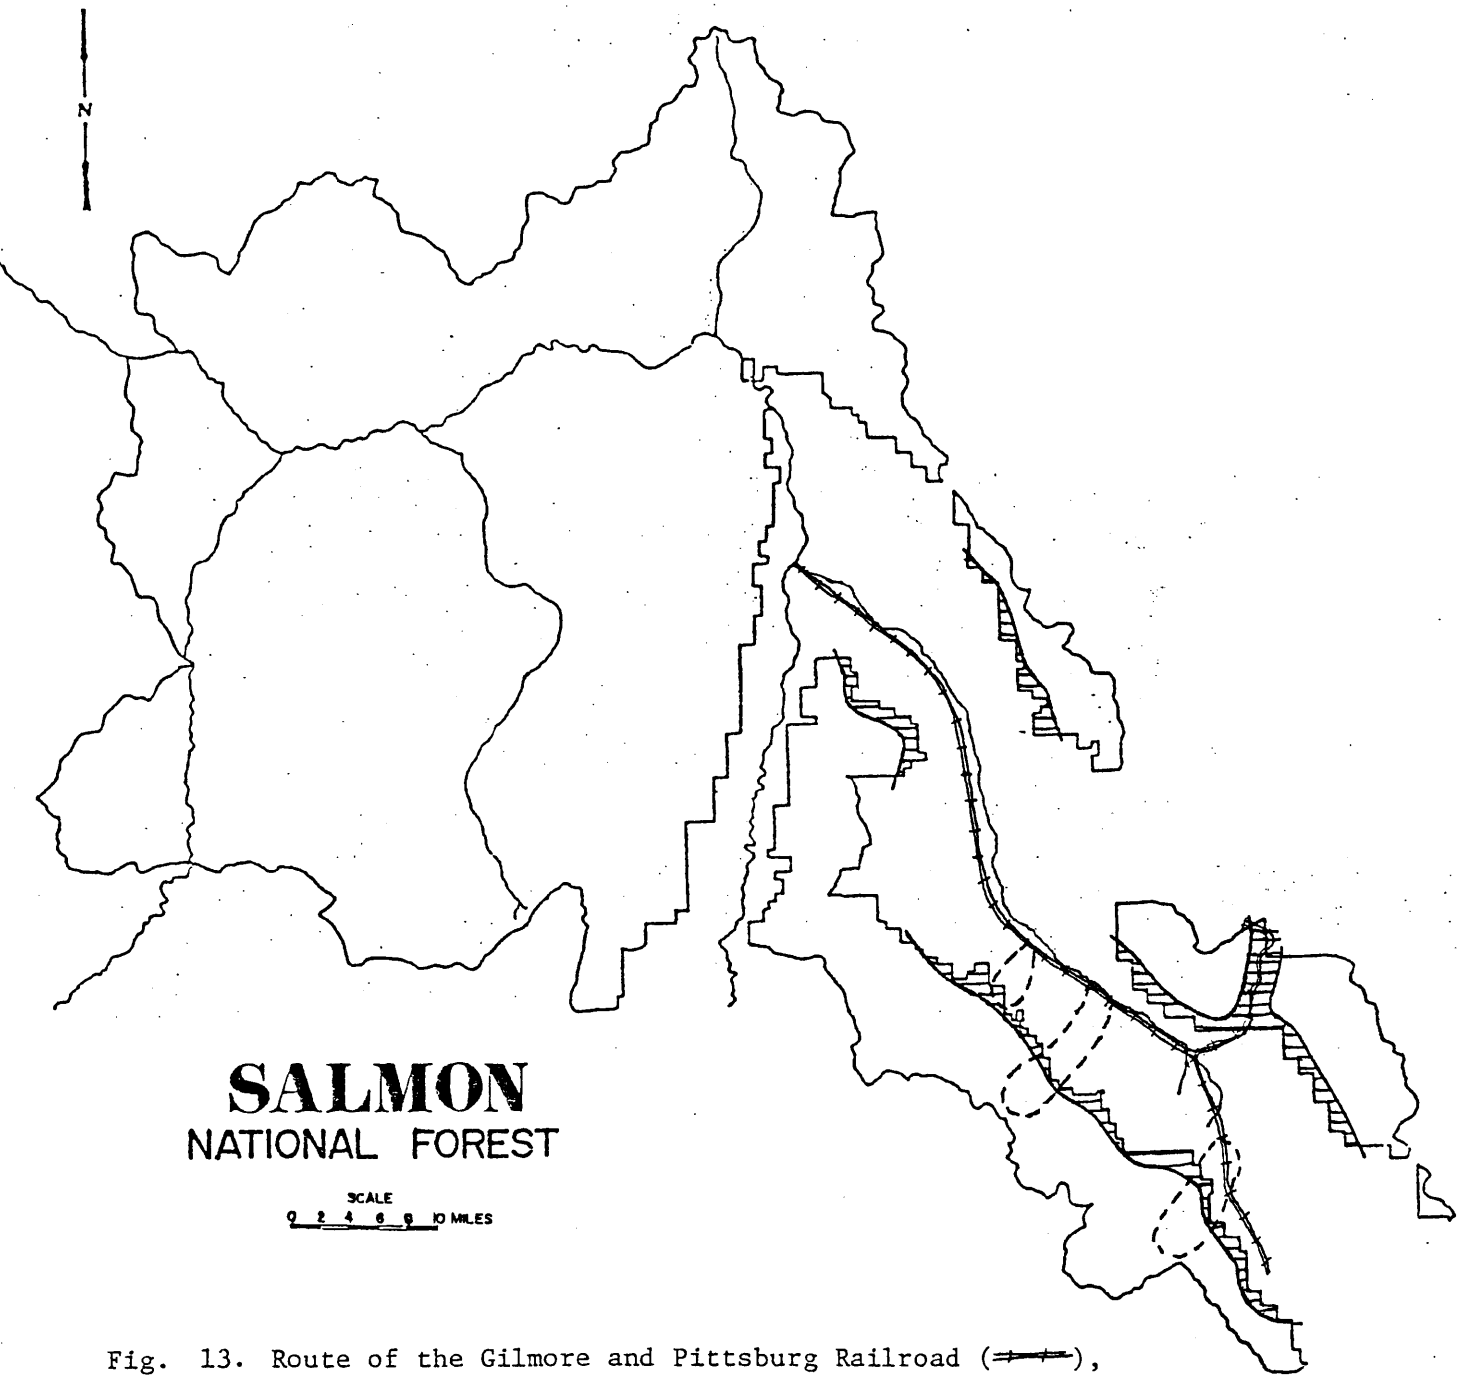 N
SALMON
NATIONAL FOREST
SCALE
0 2 4 6 8 10 MILES
Fig. 13. Route of the Gilmore and Pittsburg Railroad ( ),